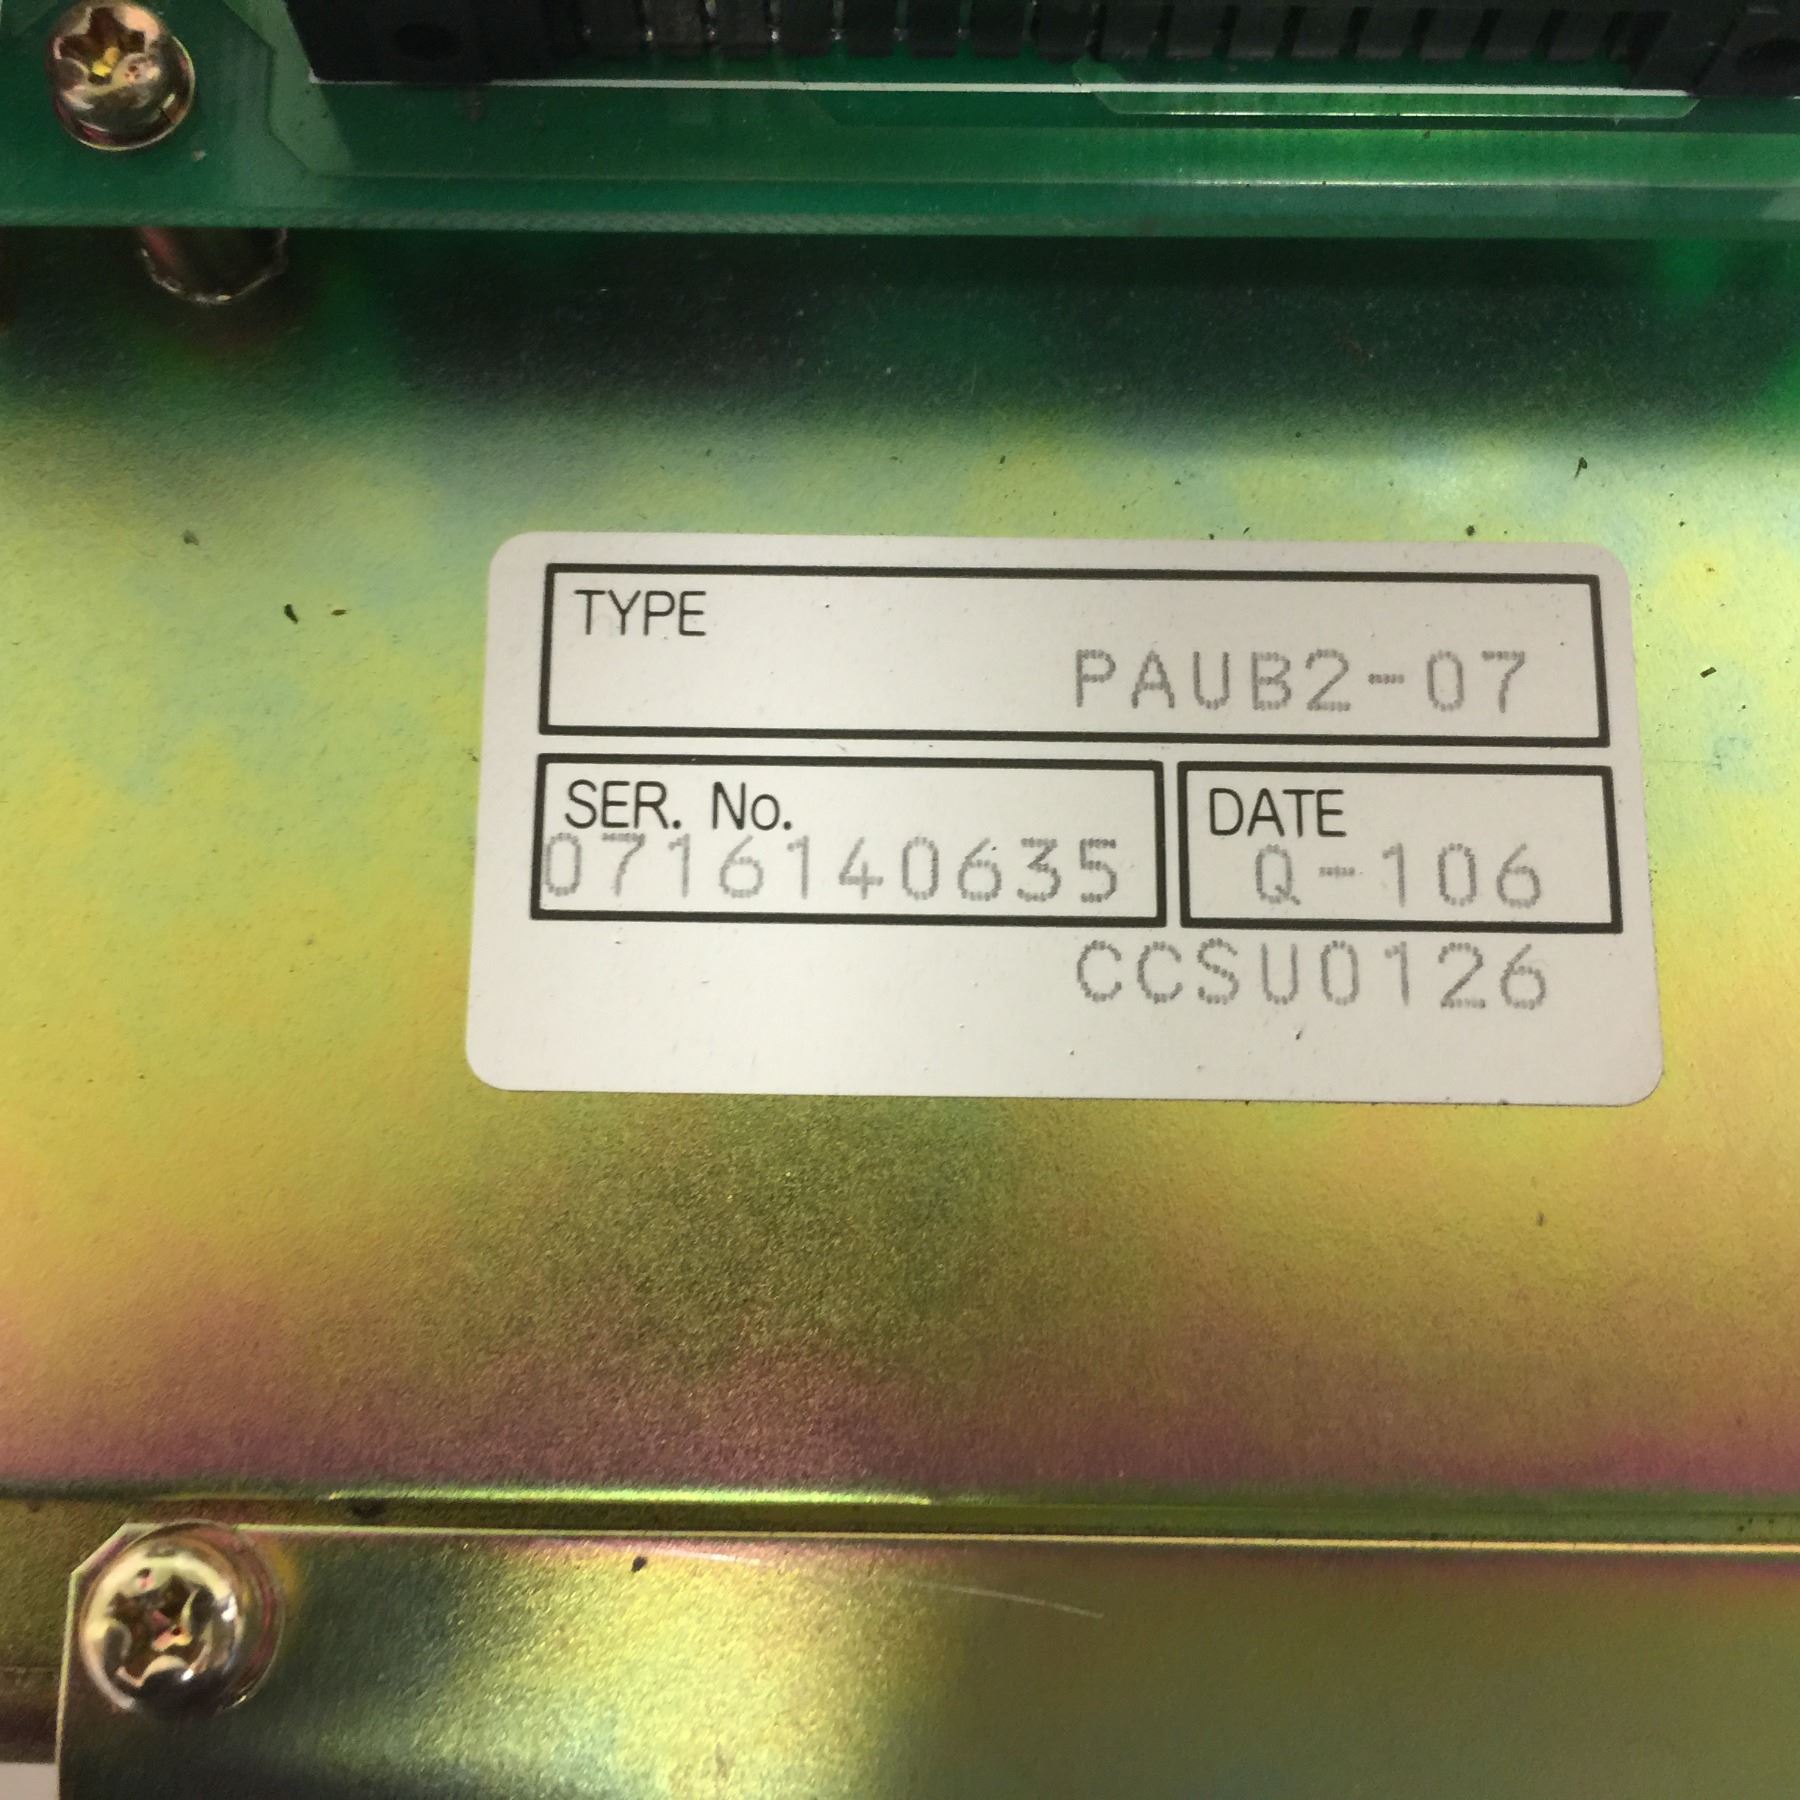 TYPE
PAUB2-07
SER. No.
0716140635
DATE
Q-106
CCSU0126